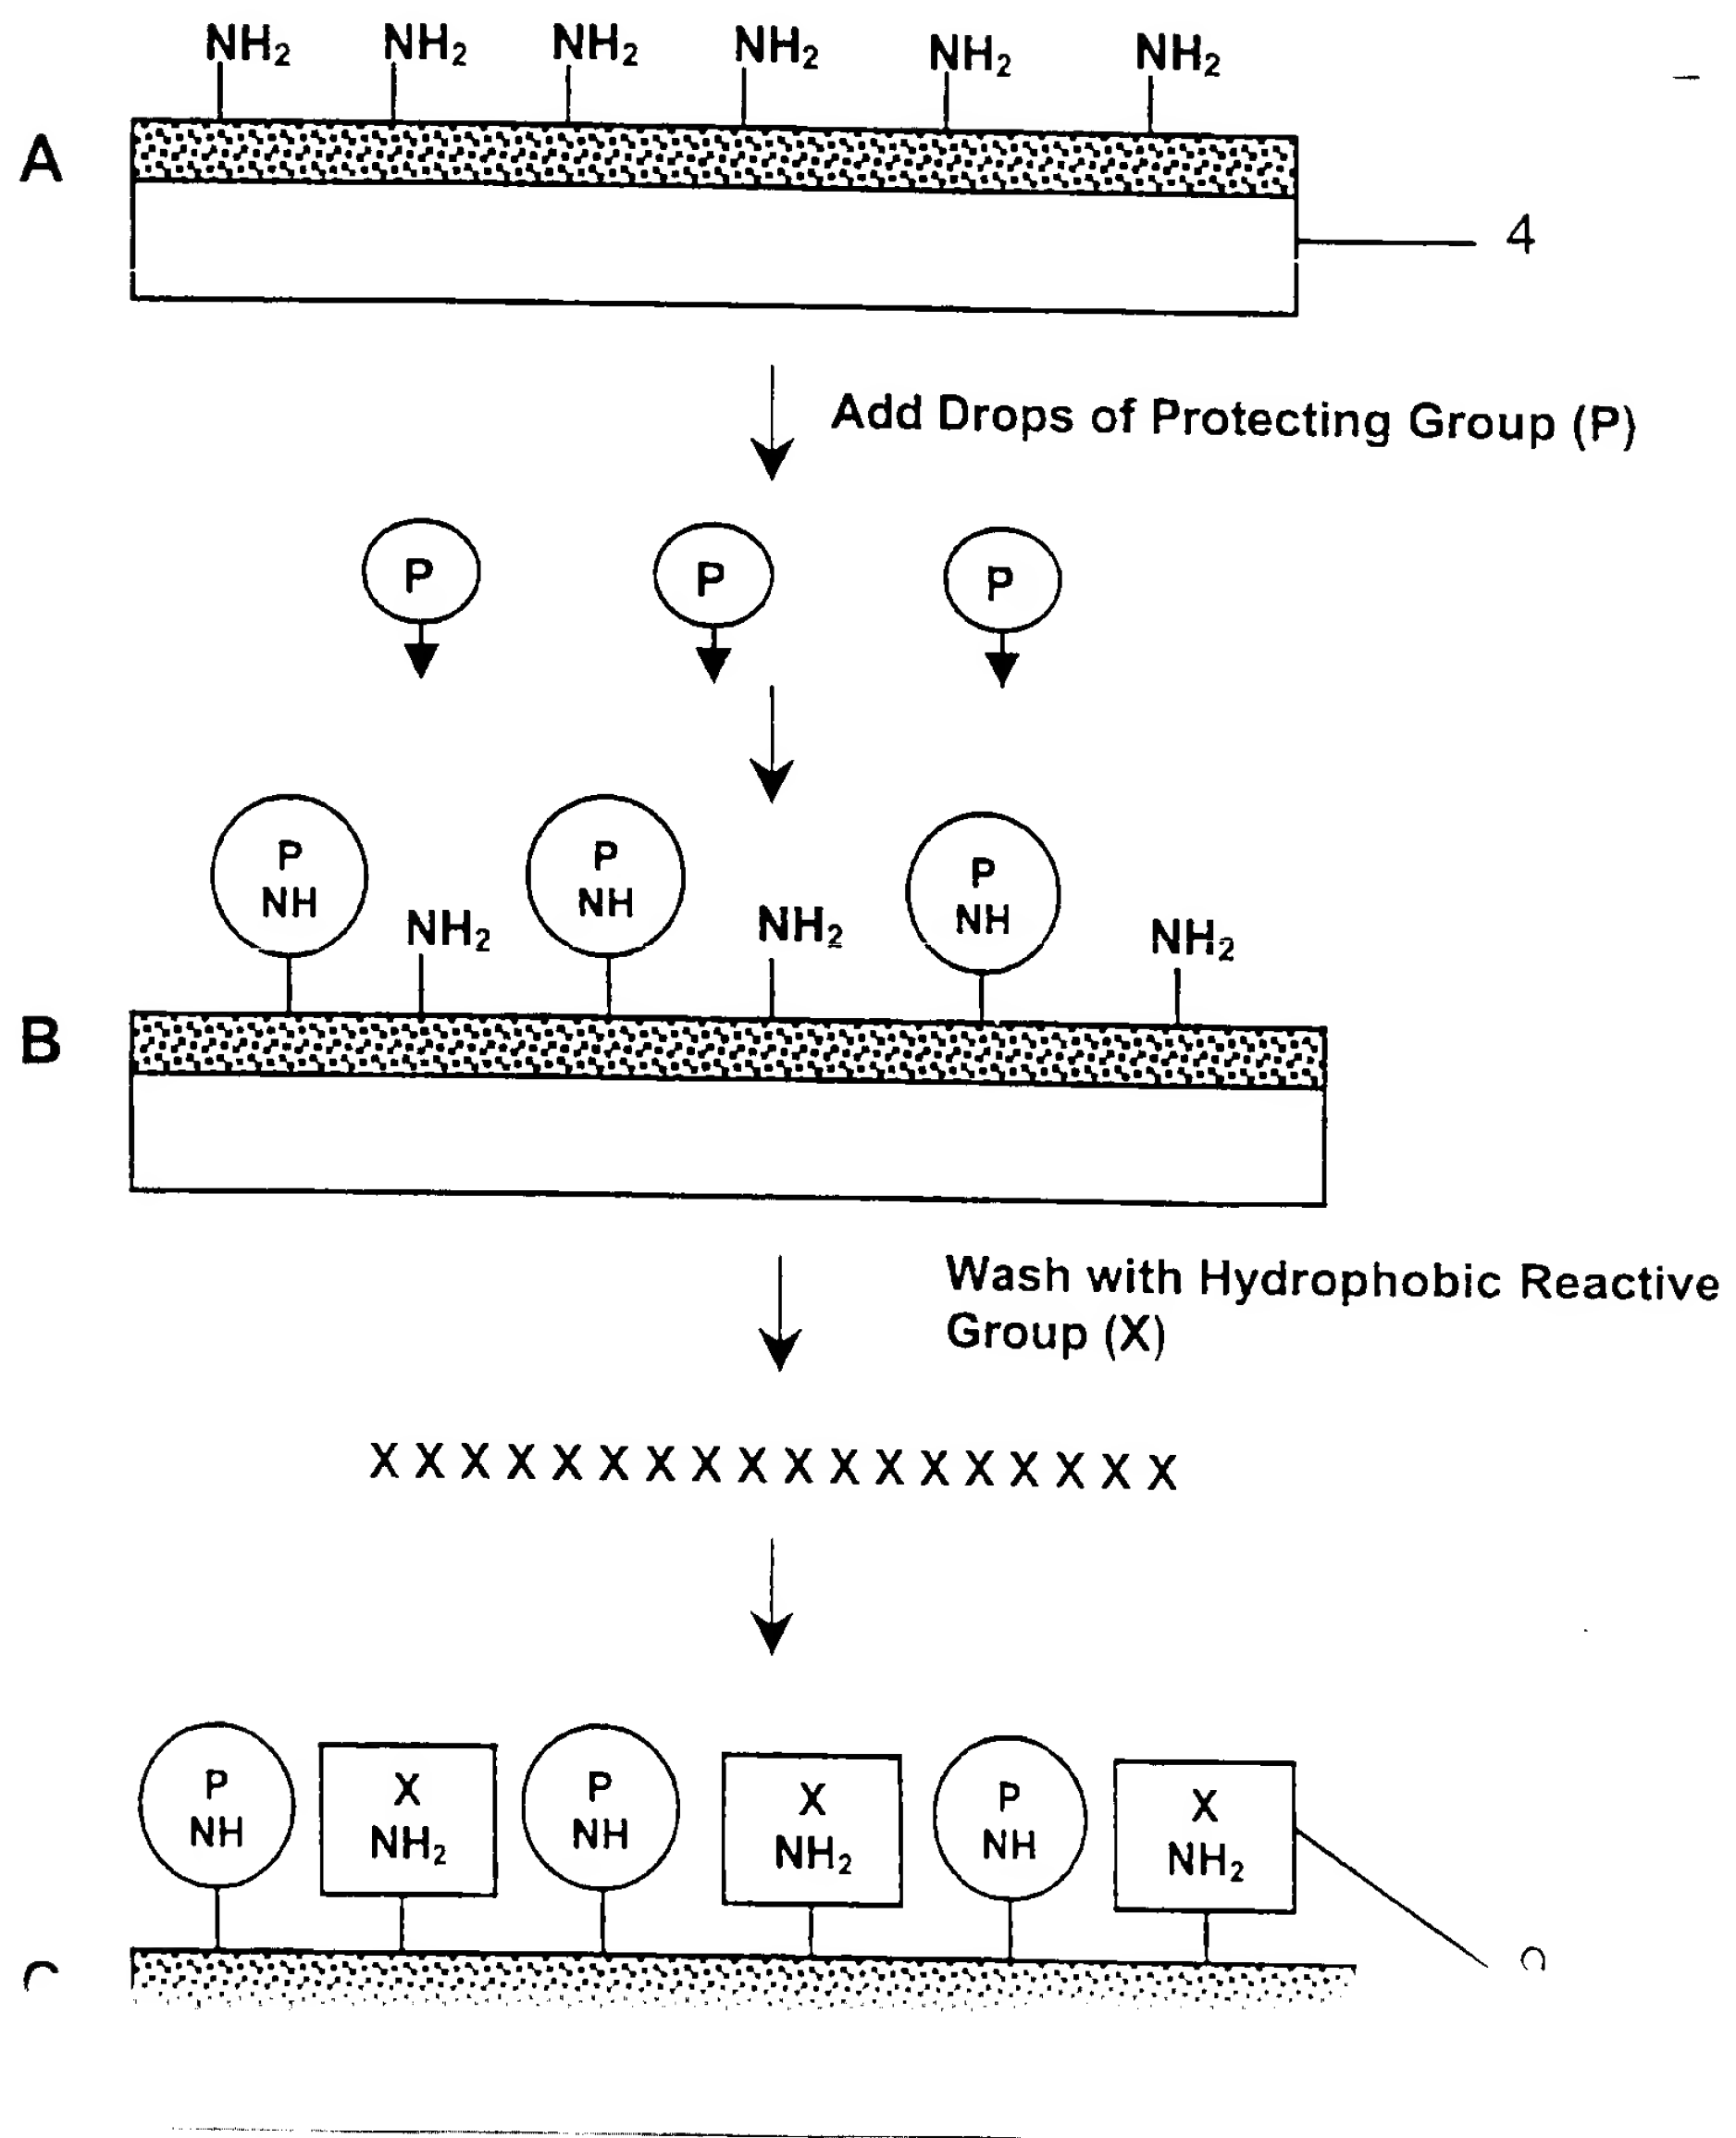 NH₂ NH₂ NH₂ NH₂ NH₂ NH₂
A
4
Add Drops of Protecting Group (P)
P P P
P P P
NH NH₂ NH NH₂ NH NH₂
B
Wash with Hydrophobic Reactive
Group (X)
X X X X X X X X X X X X X X X X X X
P X P X P X
NH NH₂ NH NH₂ NH NH₂